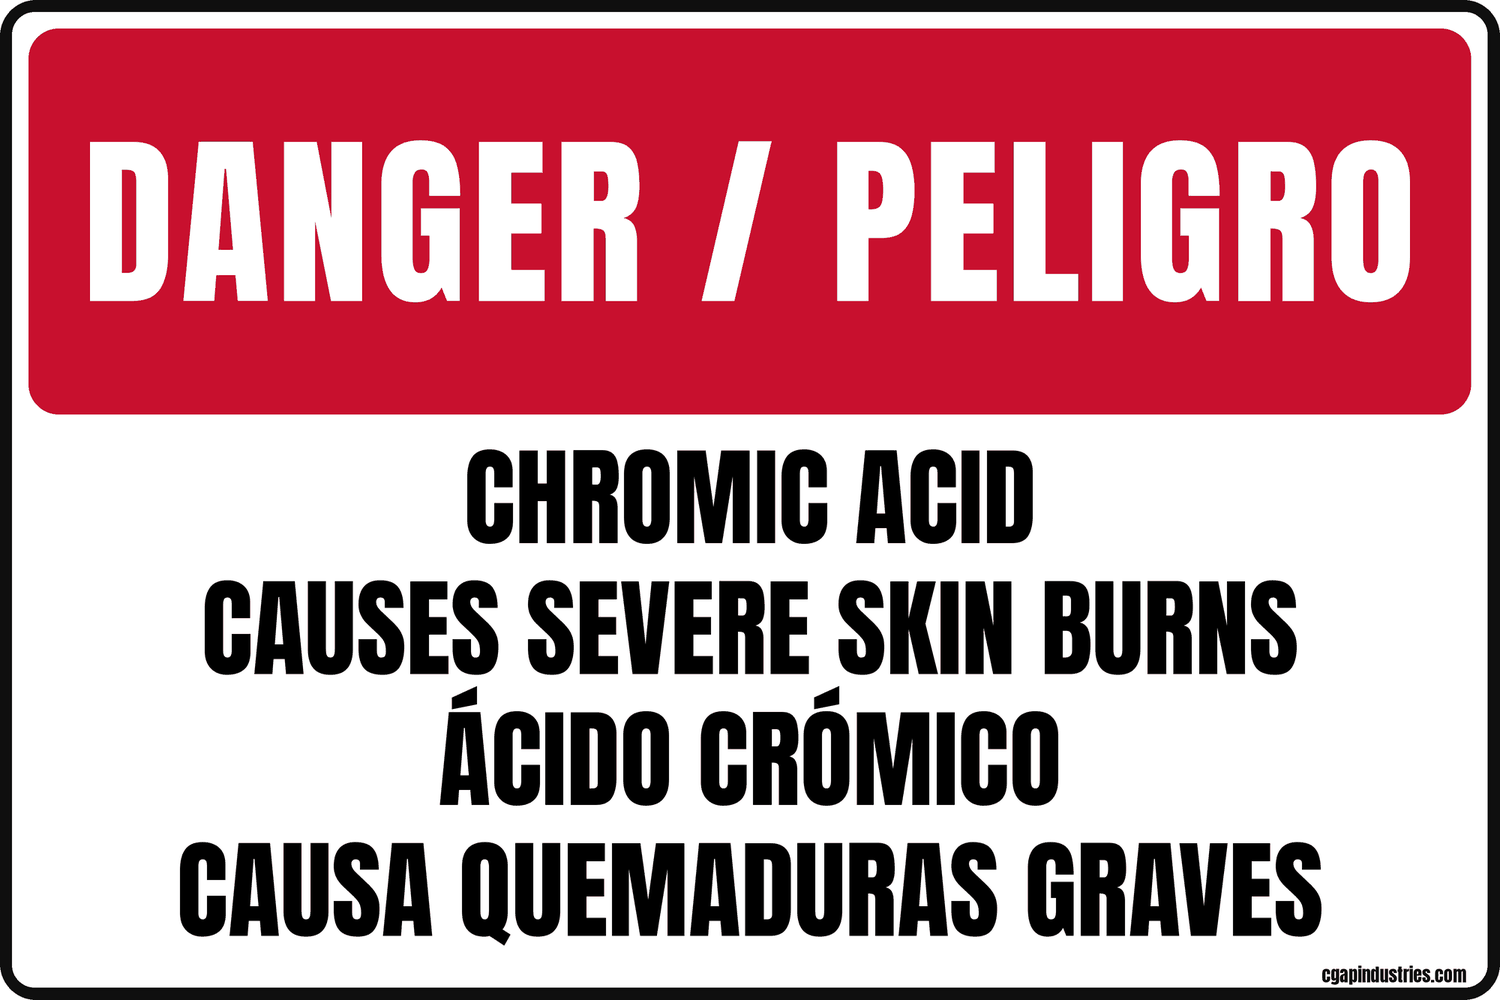 DANGER / PELIGRO
CHROMIC ACID
CAUSES SEVERE SKIN BURNS
ÁCIDO CRÓMICO
CAUSA QUEMADURAS GRAVES
cgapindustries.com